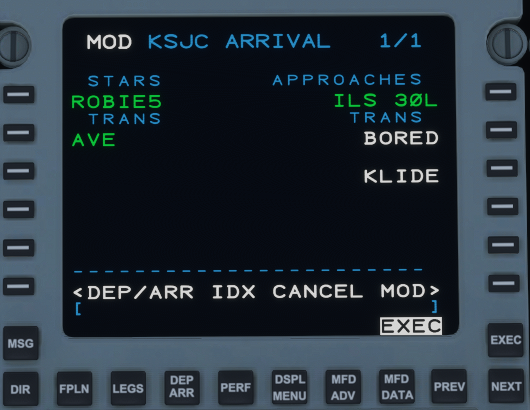 MOD KSJC ARRIVAL 1/1
STARS APPROACHES
ROBIE5 ILS 30L
TRANS TRANS
AVE BORED
KLIDE
------------------------
<DEP/ARR IDX CANCEL MOD>
[ ]
EXEC
MSG EXEC
DIR FPLN LEGS DEP ARR PERF DSPL MENU MFD ADV MFD DATA PREV NEXT